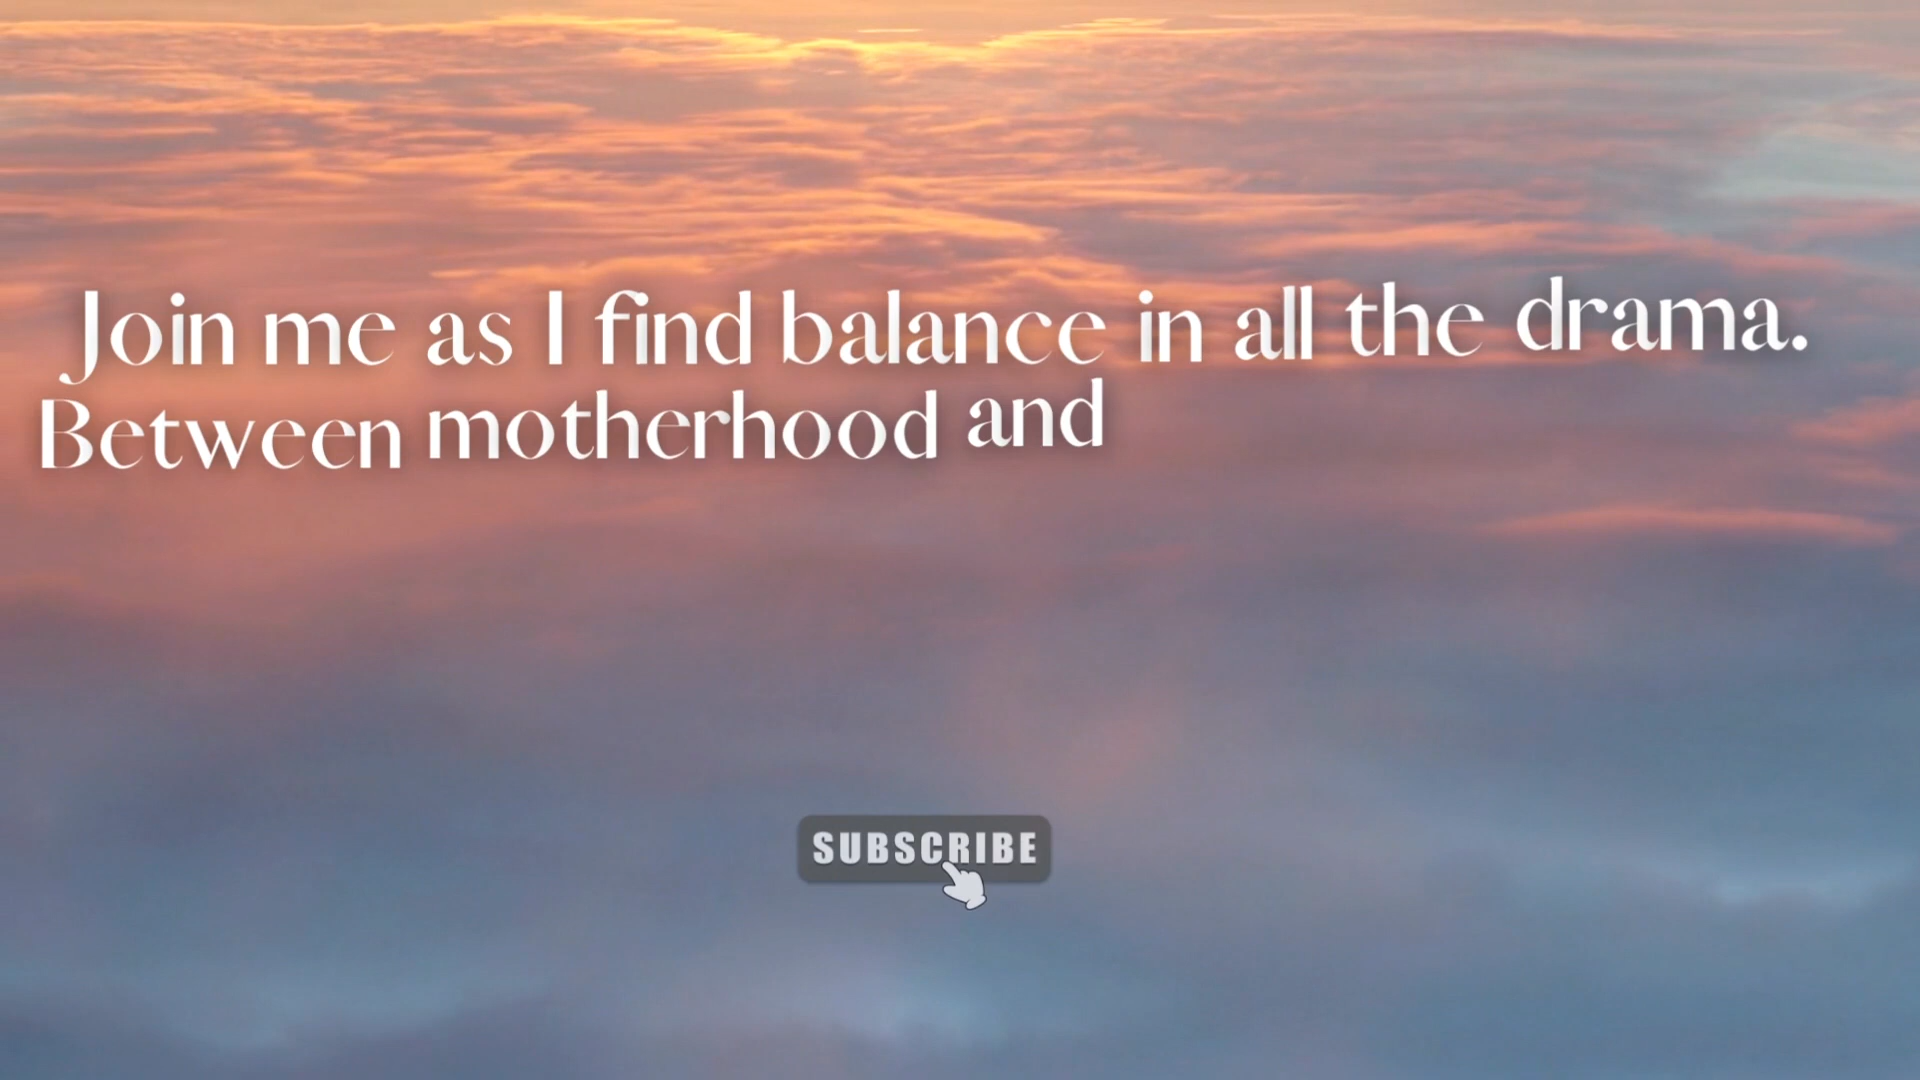 Join me as I find balance in all the drama.
Between motherhood and
SUBSCRIBE